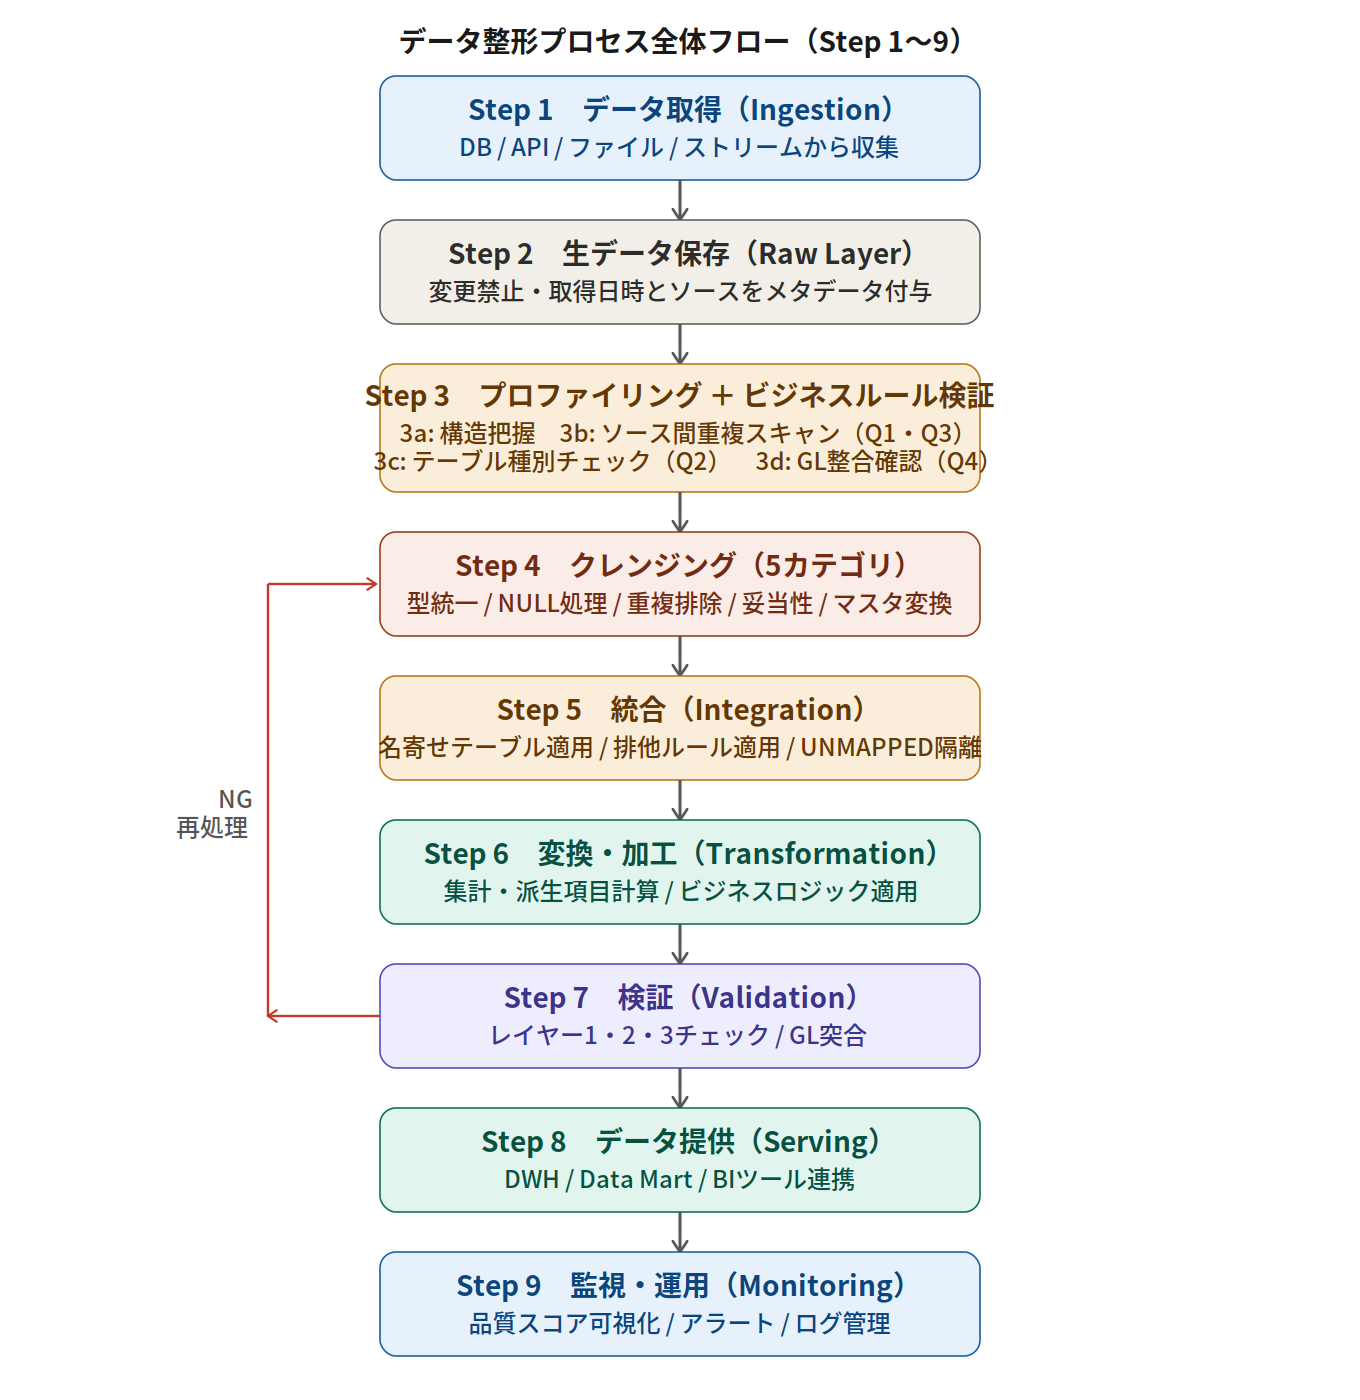 データ整形プロセス全体フロー（Step 1～9）
Step 1　データ取得（Ingestion）
DB / API / ファイル / ストリームから収集
Step 2　生データ保存（Raw Layer）
変更禁止・取得日時とソースをメタデータ付与
Step 3　プロファイリング ＋ ビジネスルール検証
3a: 構造把握　3b: ソース間重複スキャン（Q1・Q3）
3c: テーブル種別チェック（Q2）　3d: GL整合確認（Q4）
Step 4　クレンジング（5カテゴリ）
型統一 / NULL処理 / 重複排除 / 妥当性 / マスタ変換
Step 5　統合（Integration）
名寄せテーブル適用 / 排他ルール適用 / UNMAPPED隔離
NG
再処理
Step 6　変換・加工（Transformation）
集計・派生項目計算 / ビジネスロジック適用
Step 7　検証（Validation）
レイヤー1・2・3チェック / GL突合
Step 8　データ提供（Serving）
DWH / Data Mart / BIツール連携
Step 9　監視・運用（Monitoring）
品質スコア可視化 / アラート / ログ管理